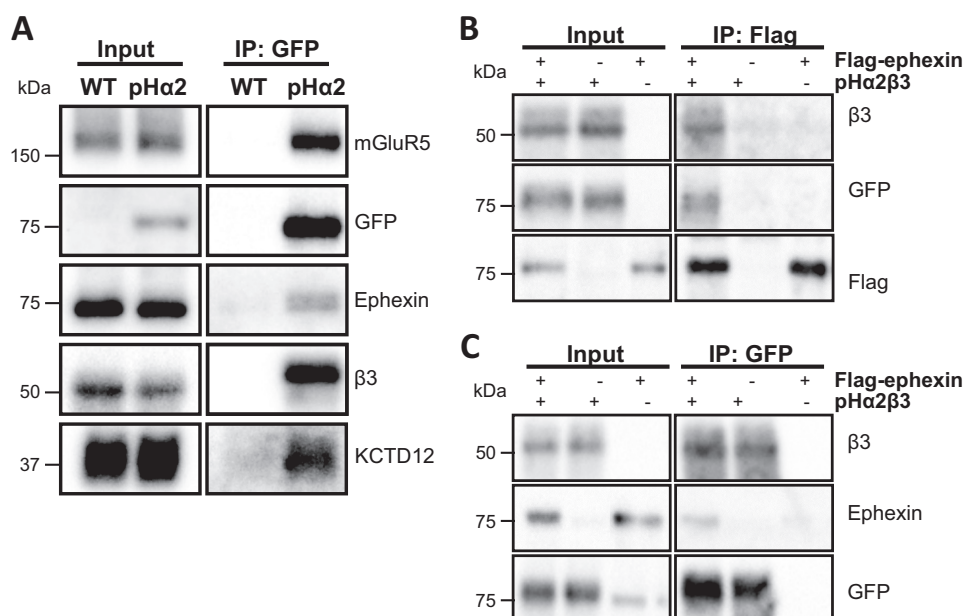 A
Input IP: GFP
kDa WT pHα2 WT pHα2
150 mGluR5
75 GFP
75 Ephexin
50 β3
37 KCTD12
B
Input IP: Flag
kDa + - + + - + Flag-ephexin
+ + - + + - pHα2β3
50 β3
75 GFP
75 Flag
C
Input IP: GFP
kDa + - + + - + Flag-ephexin
+ + - + + - pHα2β3
50 β3
75 Ephexin
75 GFP